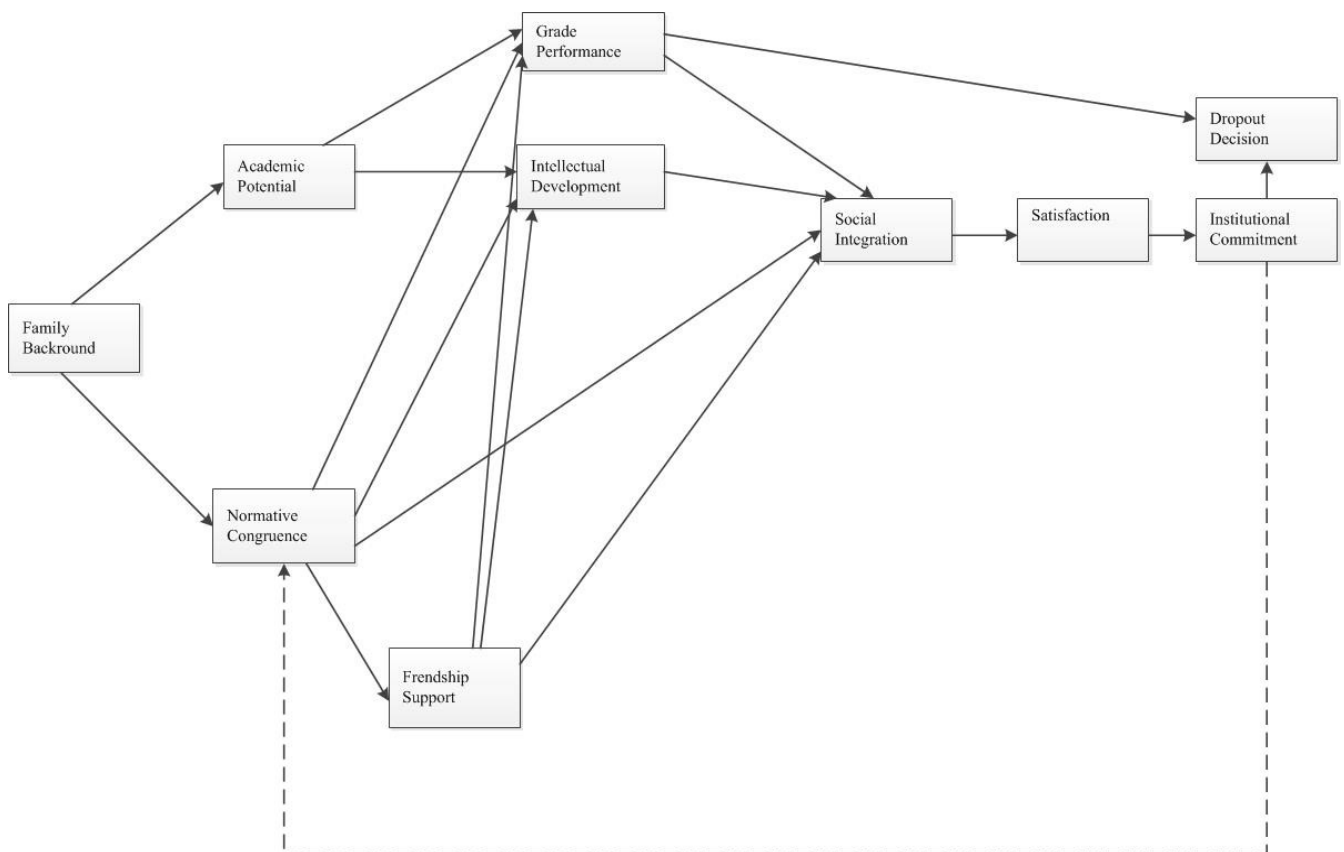 Grade
Performance
Dropout
Decision
Academic
Potential
Intellectual
Development
Social
Integration
Satisfaction
Institutional
Commitment
Family
Backround
Normative
Congruence
Frendship
Support